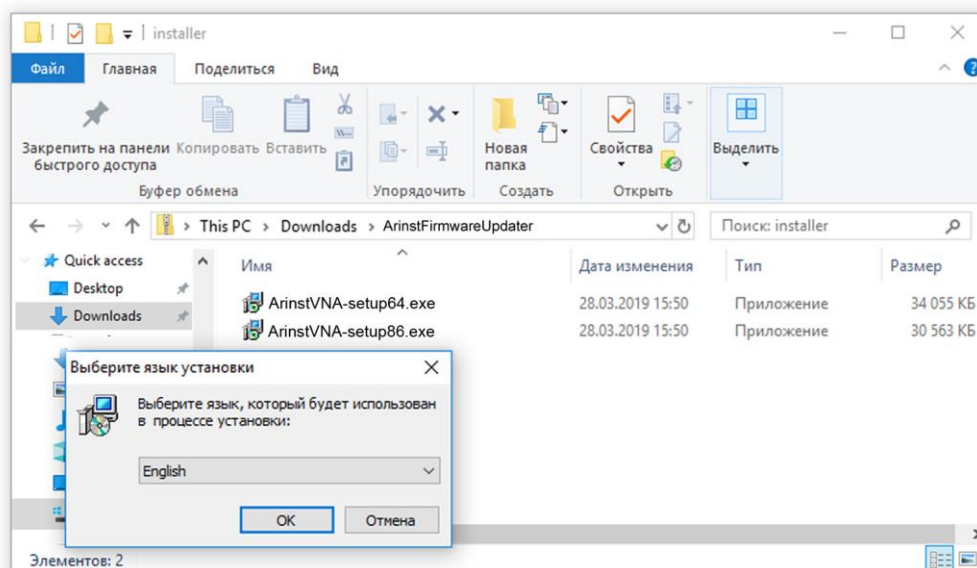 installer
Файл Главная Поделиться Вид
Закрепить на панели быстрого доступа
Копировать
Вставить
Новая папка
Свойства
Выделить
Буфер обмена
Упорядочить
Создать
Открыть
This PC > Downloads > ArinstFirmwareUpdater
Поиск: installer
Quick access
Desktop
Downloads
Имя Дата изменения Тип Размер
ArinstVNA-setup64.exe 28.03.2019 15:50 Приложение 34 055 КБ
ArinstVNA-setup86.exe 28.03.2019 15:50 Приложение 30 563 КБ
Выберите язык установки
Выберите язык, который будет использован
в процессе установки:
English
OK Отмена
Элементов: 2